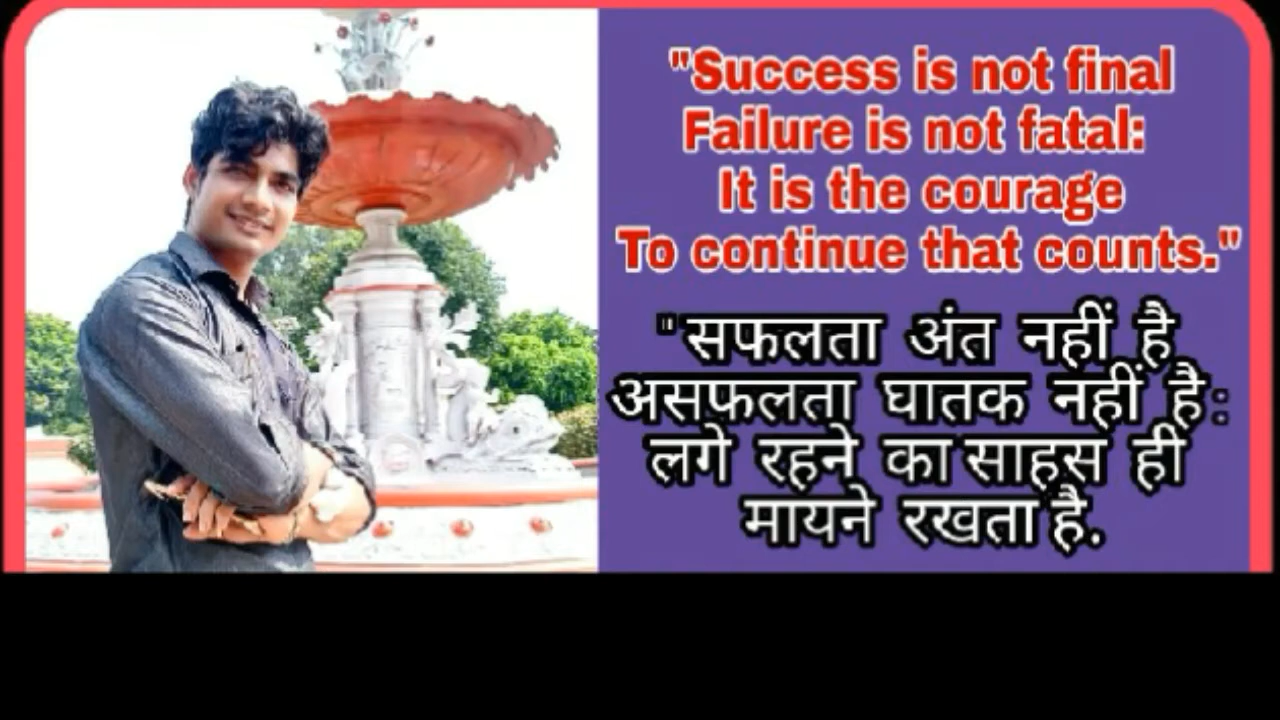 "Success is not final
Failure is not fatal:
It is the courage
To continue that counts."
" सफलता अंत नहीं है
असफलता घातक नहीं है :
लगे रहने का साहस ही
मायने रखता है.